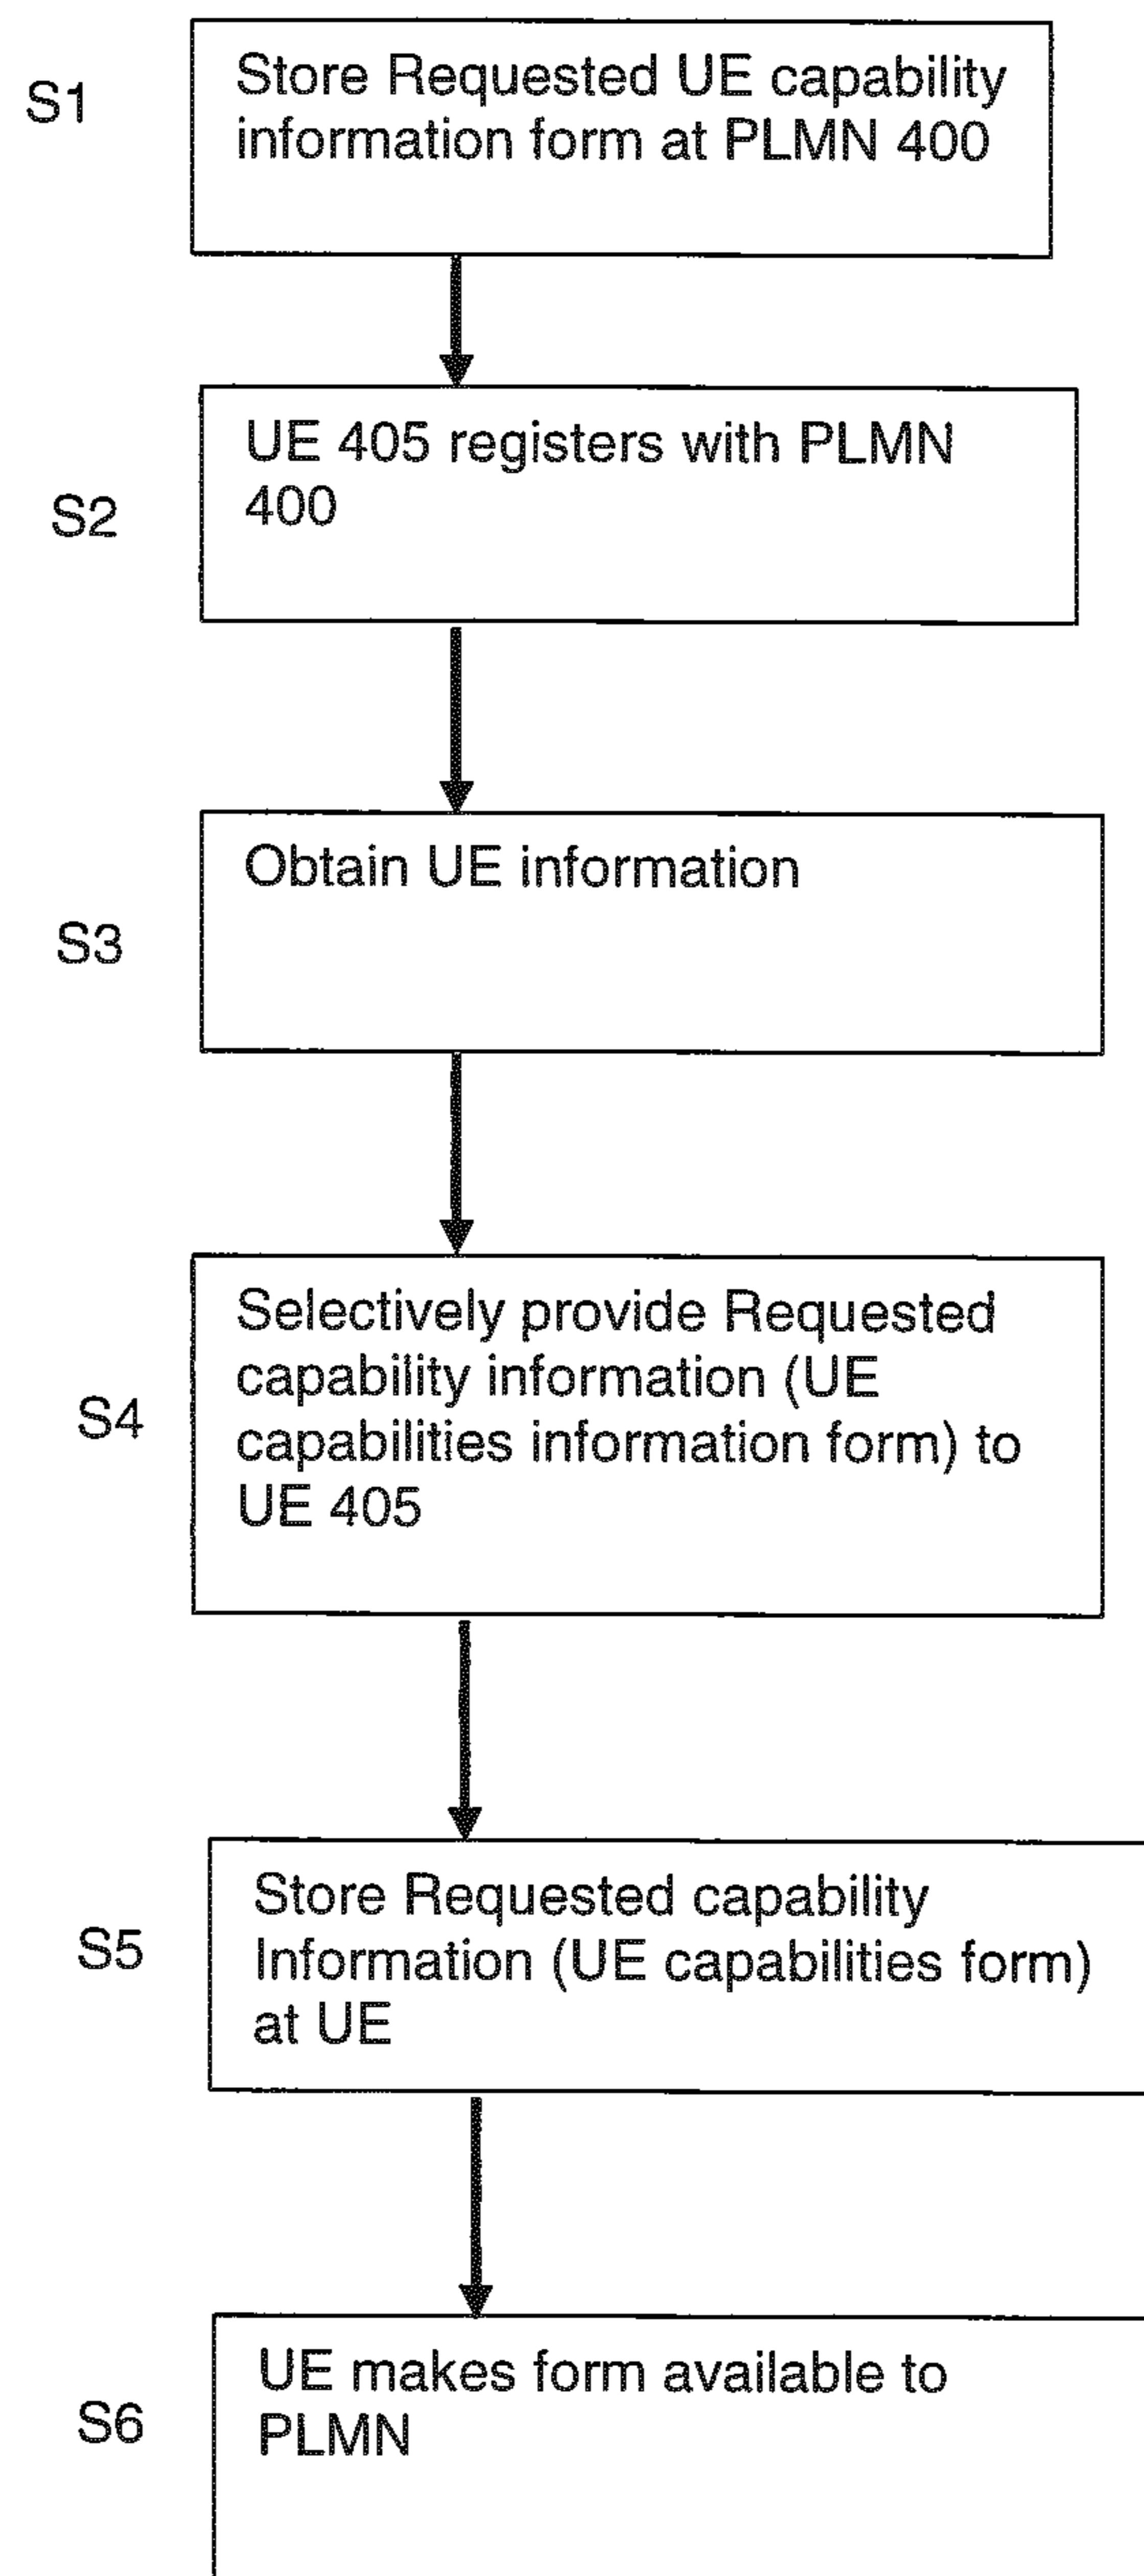 S1
Store Requested UE capability
information form at PLMN 400
S2
UE 405 registers with PLMN
400
S3
Obtain UE information
S4
Selectively provide Requested
capability information (UE
capabilities information form) to
UE 405
S5
Store Requested capability
Information (UE capabilities form)
at UE
S6
UE makes form available to
PLMN